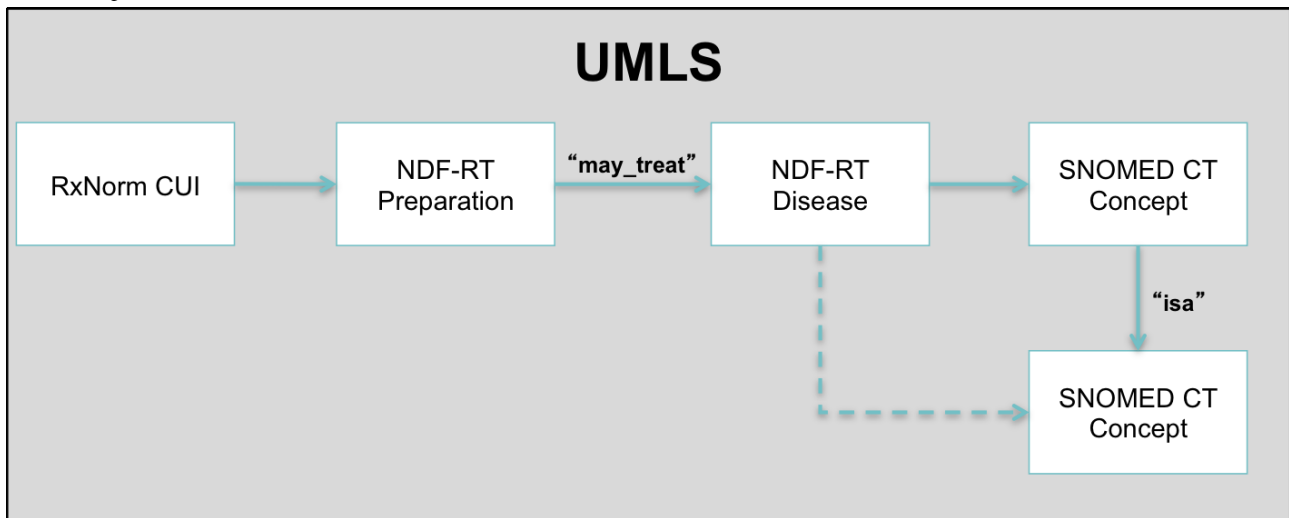 UMLS
RxNorm CUI
NDF-RT
Preparation
“may_treat”
NDF-RT
Disease
SNOMED CT
Concept
“isa”
SNOMED CT
Concept